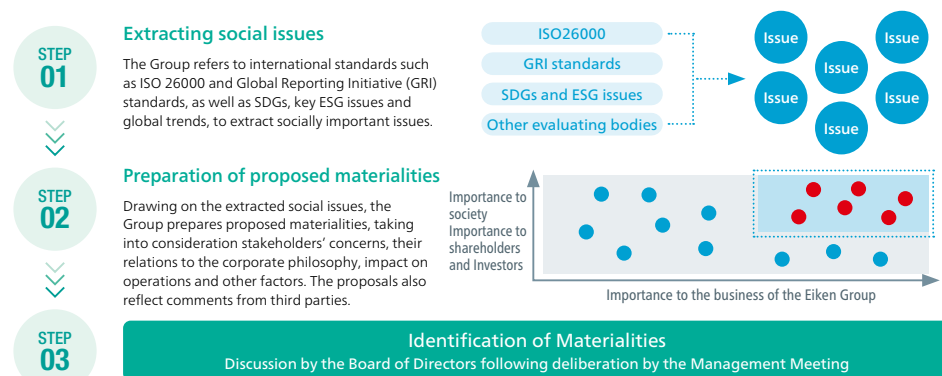 STEP
01
Extracting social issues
The Group refers to international standards such
as ISO 26000 and Global Reporting Initiative (GRI)
standards, as well as SDGs, key ESG issues and
global trends, to extract socially important issues.
ISO26000
GRI standards
SDGs and ESG issues
Other evaluating bodies
Issue
Issue
Issue
Issue
Issue
Issue
STEP
02
Preparation of proposed materialities
Drawing on the extracted social issues, the
Group prepares proposed materialities, taking
into consideration stakeholders’ concerns, their
relations to the corporate philosophy, impact on
operations and other factors. The proposals also
reflect comments from third parties.
Importance to
society
Importance to
shareholders
and Investors
Importance to the business of the Eiken Group
STEP
03
Identification of Materialities
Discussion by the Board of Directors following deliberation by the Management Meeting